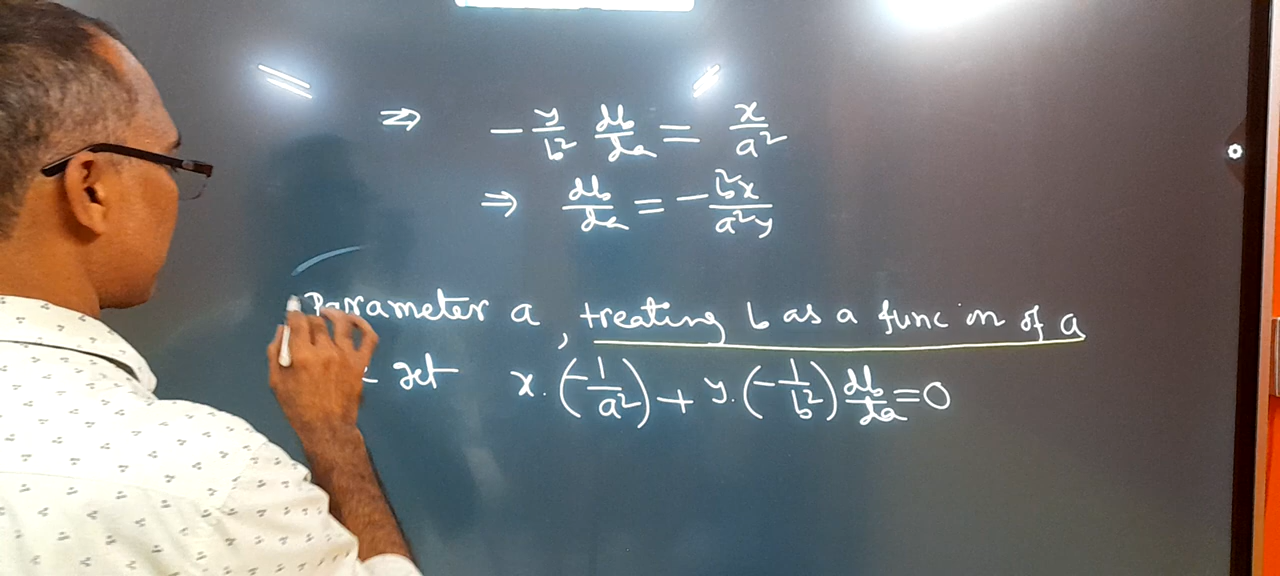 ⇒ -y/b² db/da = x/a²
⇒ db/da = -b²x/a²y
Parameter a, treating b as a func in of a
get x.(-1/a²) + y.(-1/b²) db/da = 0